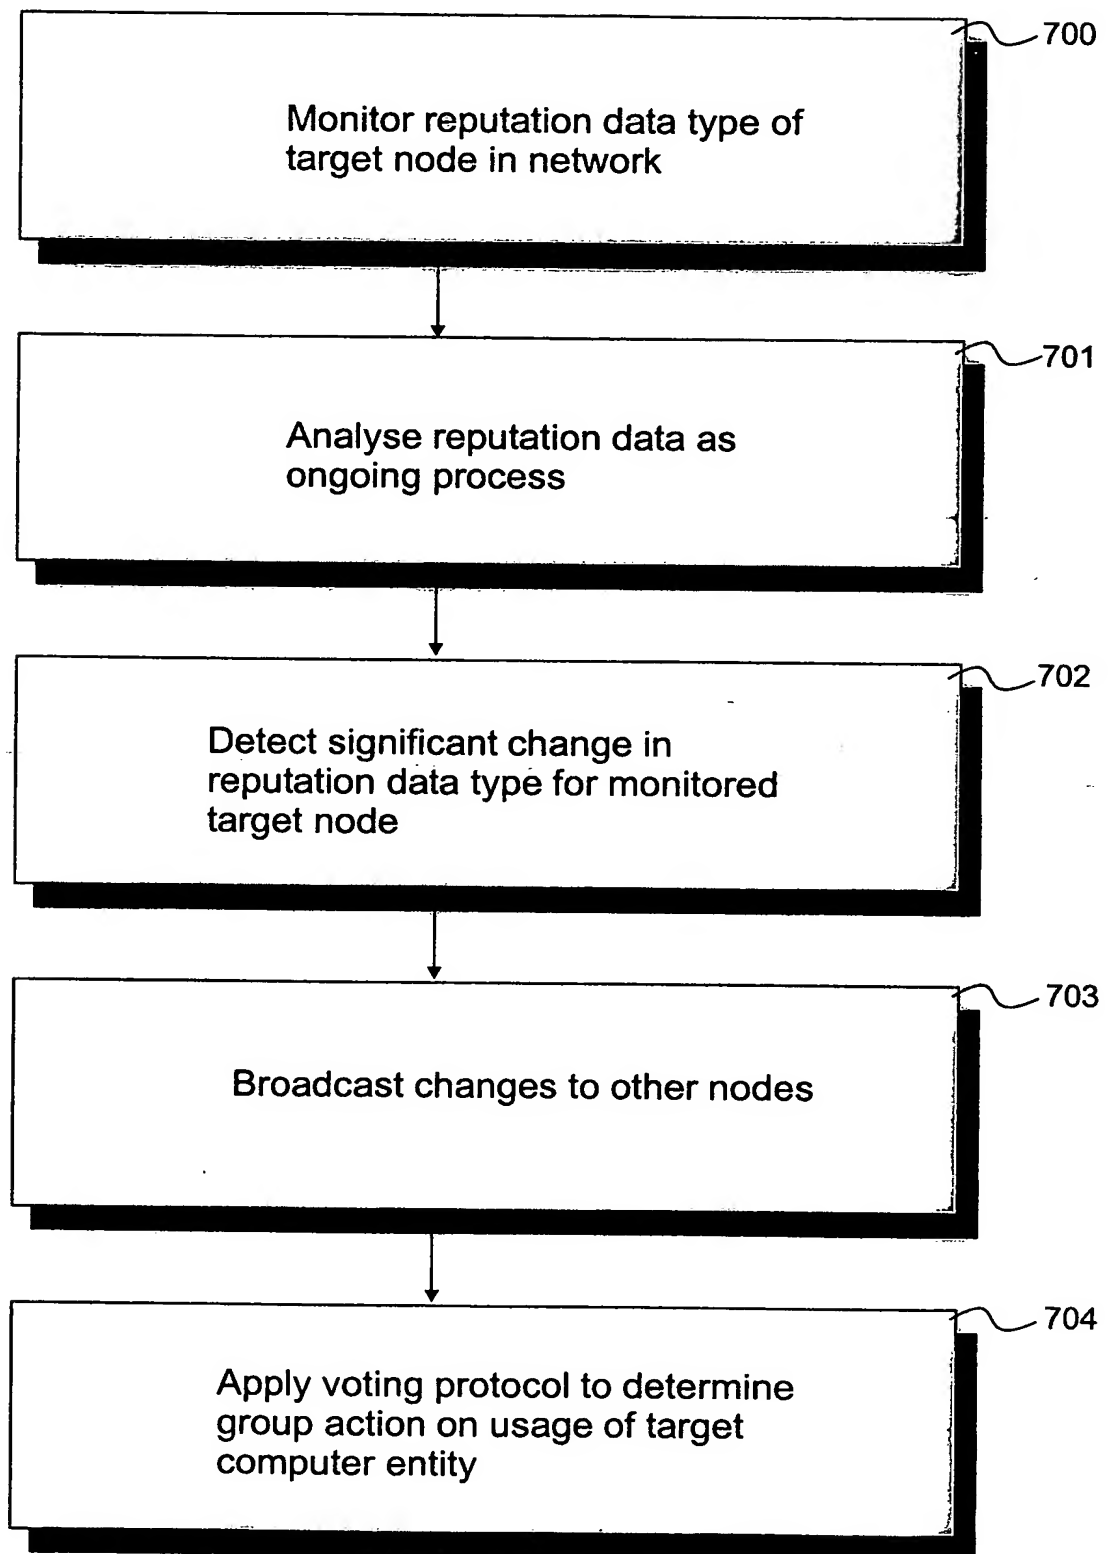 700
Monitor reputation data type of
target node in network
701
Analyse reputation data as
ongoing process
702
Detect significant change in
reputation data type for monitored
target node
703
Broadcast changes to other nodes
704
Apply voting protocol to determine
group action on usage of target
computer entity